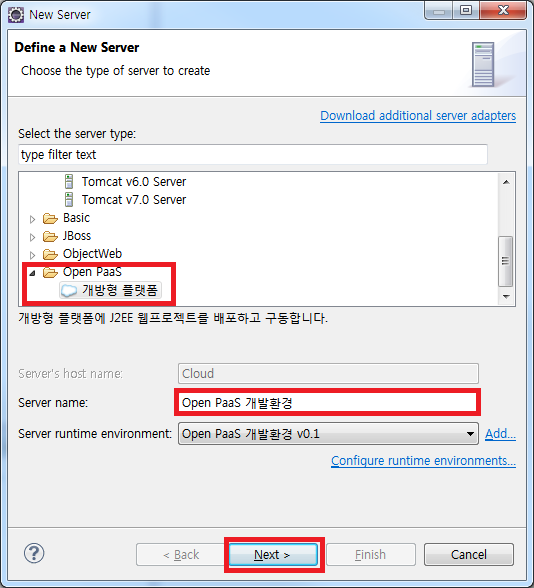 New Server
Define a New Server
Choose the type of server to create
Download additional server adapters
Select the server type:
type filter text
Tomcat v6.0 Server
Tomcat v7.0 Server
Basic
JBoss
ObjectWeb
Open PaaS
개방형 플랫폼
개방형 플랫폼에 J2EE 웹프로젝트를 배포하고 구동합니다.
Server's host name: Cloud
Server name: Open PaaS 개발환경
Server runtime environment: Open PaaS 개발환경 v0.1 Add...
Configure runtime environments...
? < Back Next > Finish Cancel